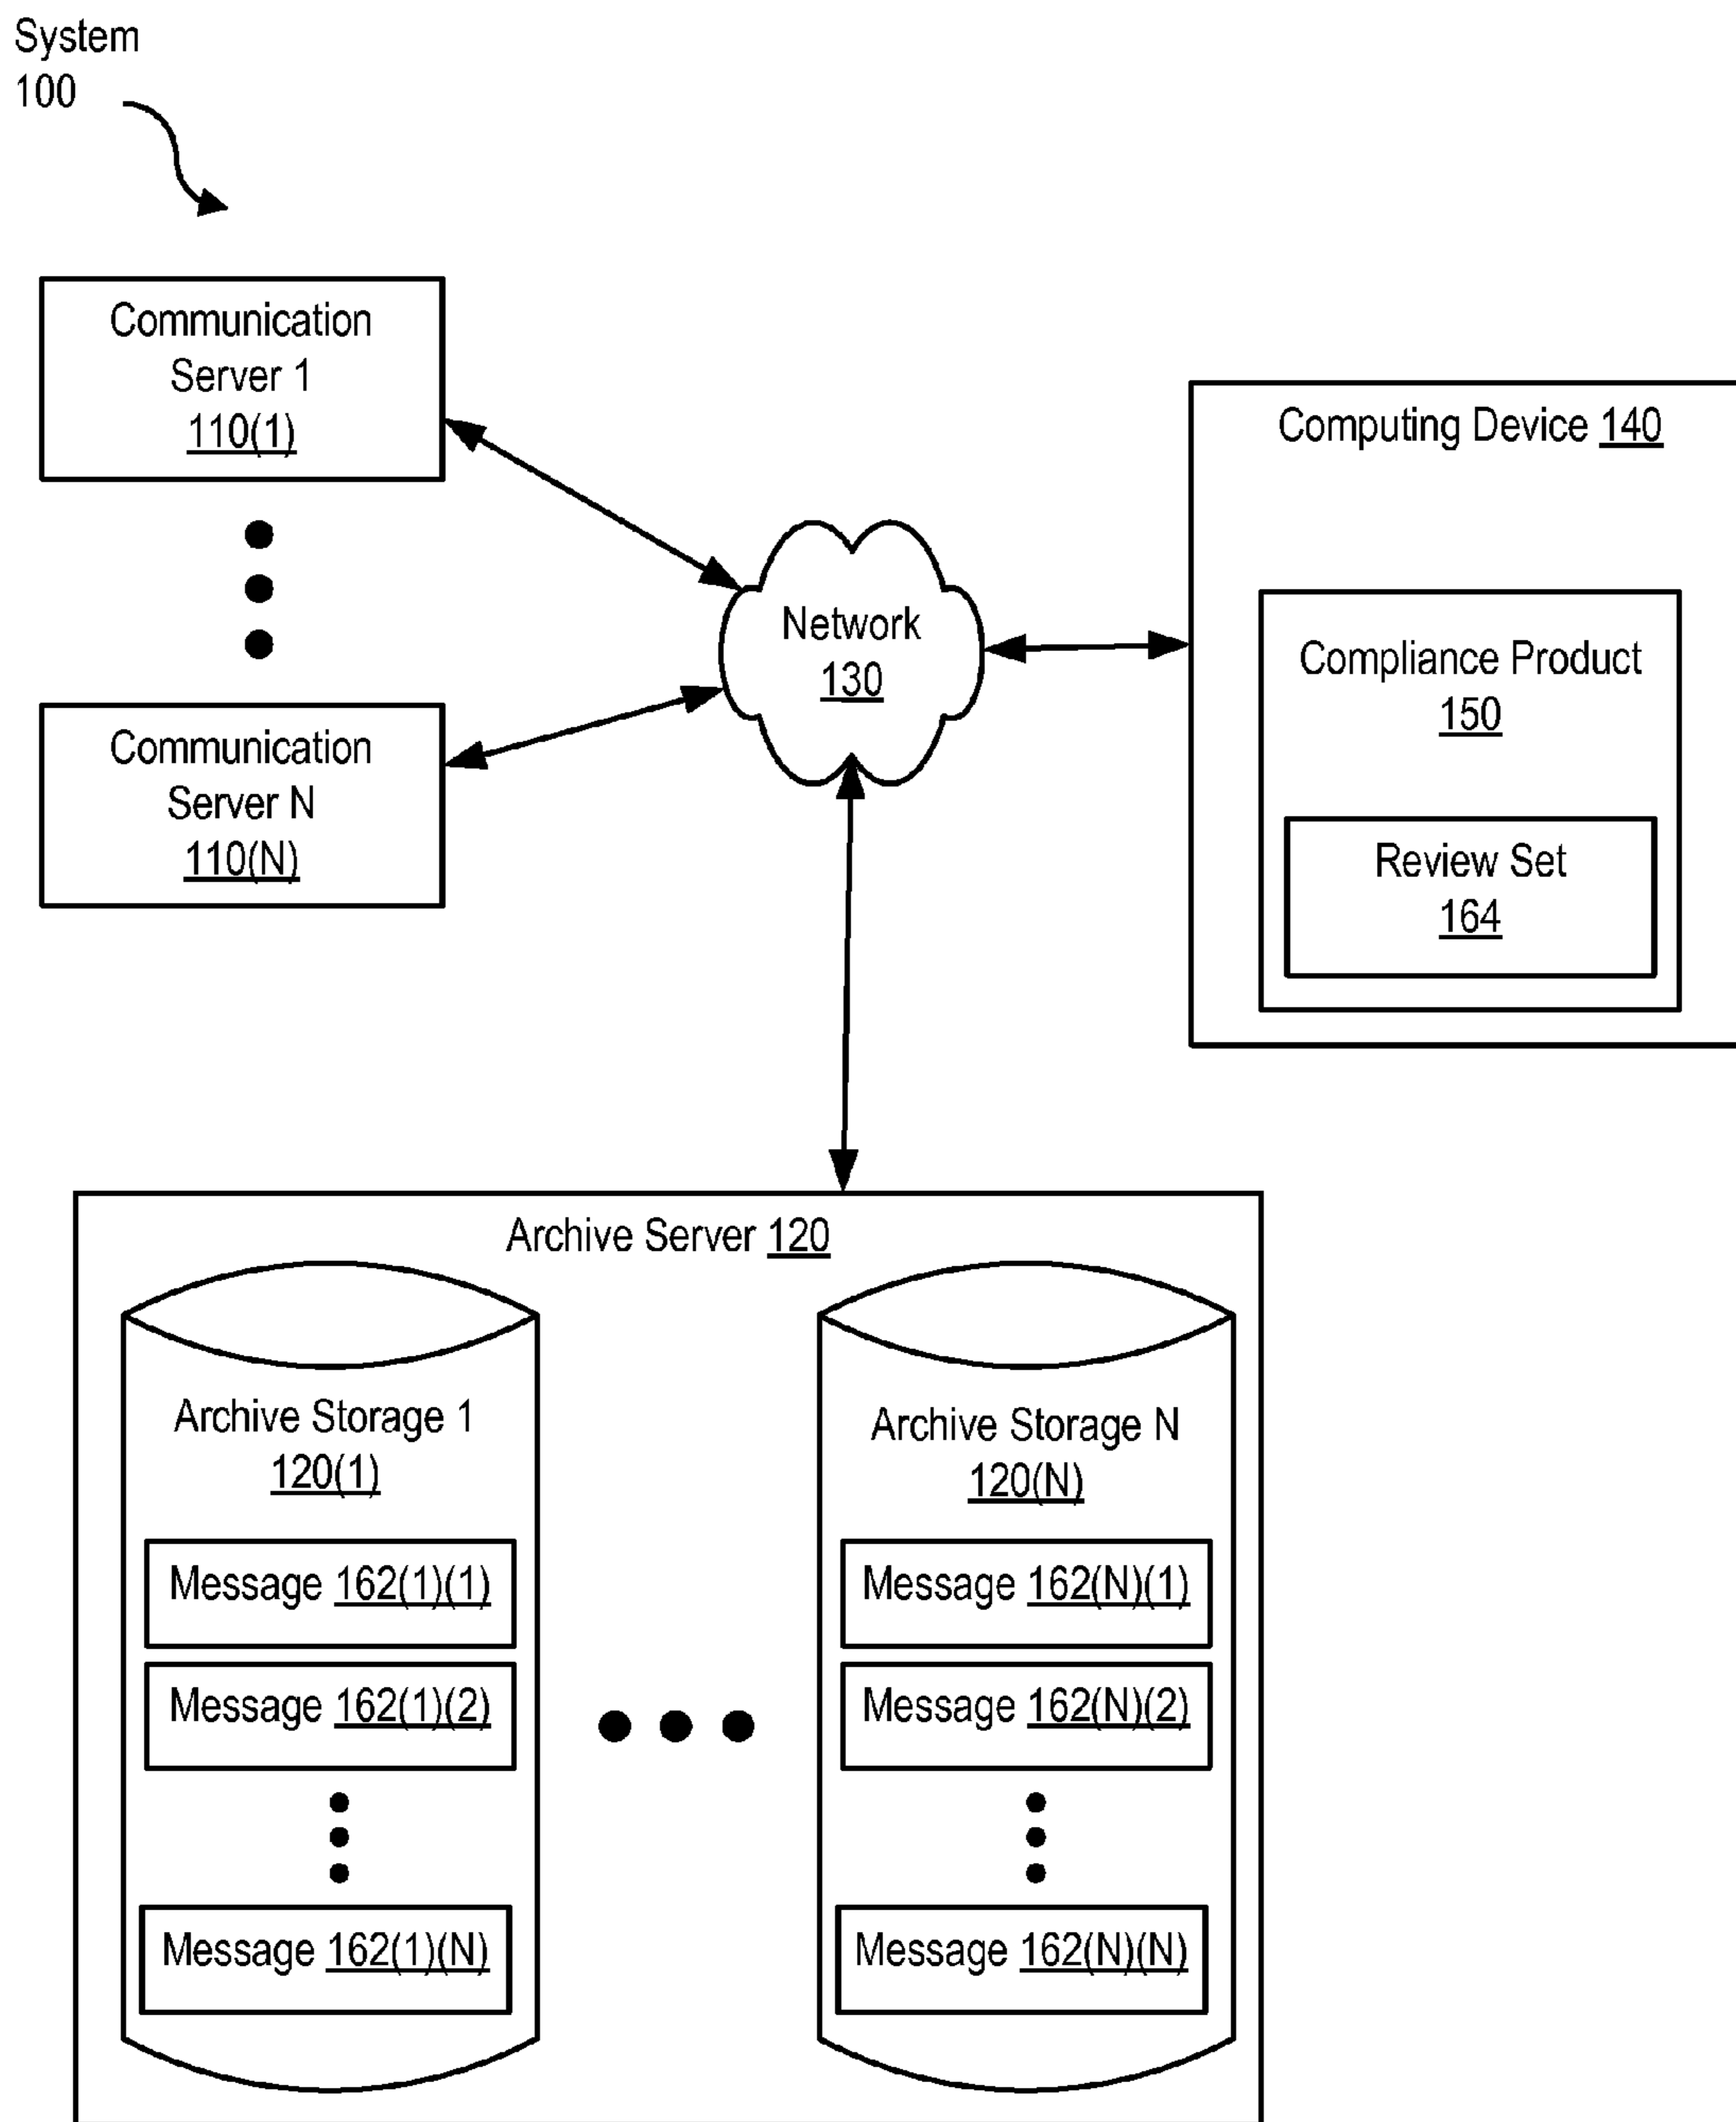 System
100
Communication
Server 1
110(1)
Communication
Server N
110(N)
Network
130
Computing Device 140
Compliance Product
150
Review Set
164
Archive Server 120
Archive Storage 1
120(1)
Message 162(1)(1)
Message 162(1)(2)
Message 162(1)(N)
Archive Storage N
120(N)
Message 162(N)(1)
Message 162(N)(2)
Message 162(N)(N)